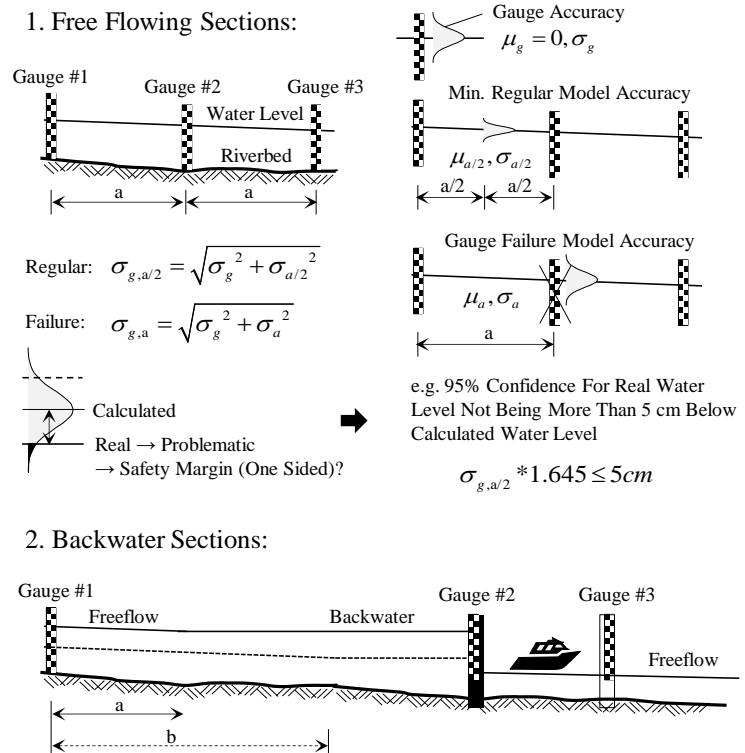 1. Free Flowing Sections:
Gauge #1
Gauge #2
Gauge #3
Water Level
Riverbed
a
a
Gauge Accuracy
μg = 0, σg
Min. Regular Model Accuracy
μa/2, σa/2
a/2
a/2
Regular: σg,a/2 = √σg² + σa/2²
Failure: σg,a = √σg² + σa²
Gauge Failure Model Accuracy
μa, σa
a
Calculated
Real → Problematic
→ Safety Margin (One Sided)?
e.g. 95% Confidence For Real Water
Level Not Being More Than 5 cm Below
Calculated Water Level
σg,a/2 *1.645 ≤ 5cm
2. Backwater Sections:
Gauge #1
Gauge #2
Gauge #3
Freeflow
Backwater
Freeflow
a
b